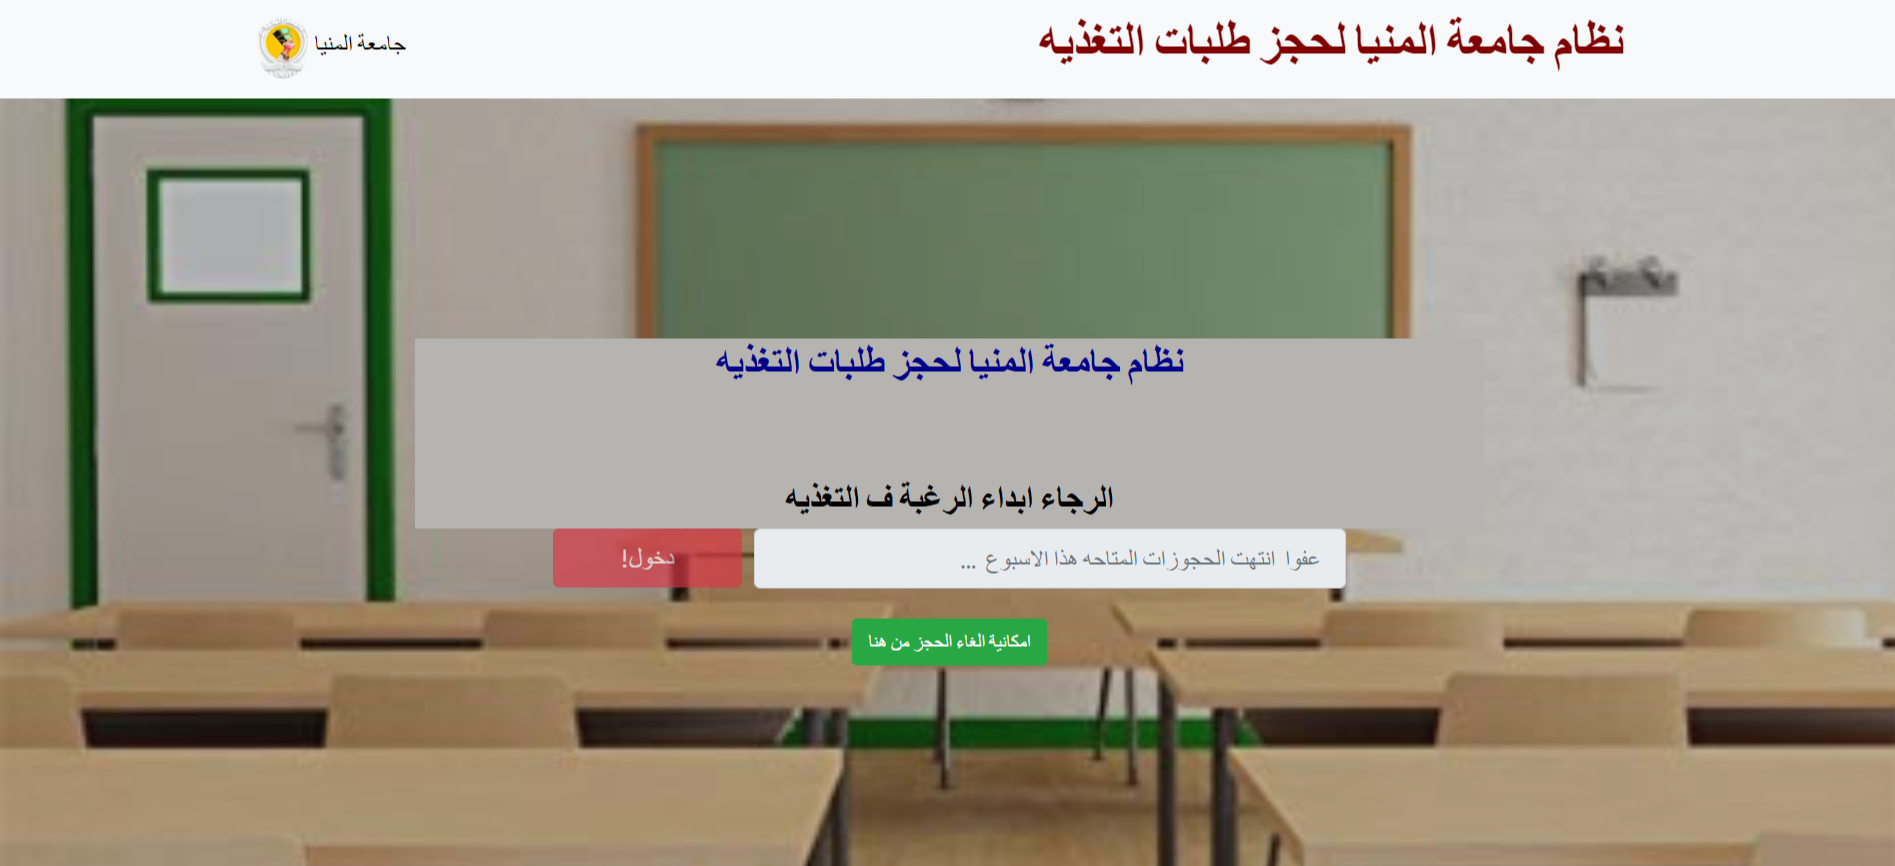 نظام جامعة المنيا لحجز طلبات التغذيه
جامعة المنيا
نظام جامعة المنيا لحجز طلبات التغذيه
الرجاء ابداء الرغبة ف التغذيه
عفوا انتهت الحجوزات المتاحه هذا الاسبوع ...
دخول!
امكانية الغاء الحجز من هنا